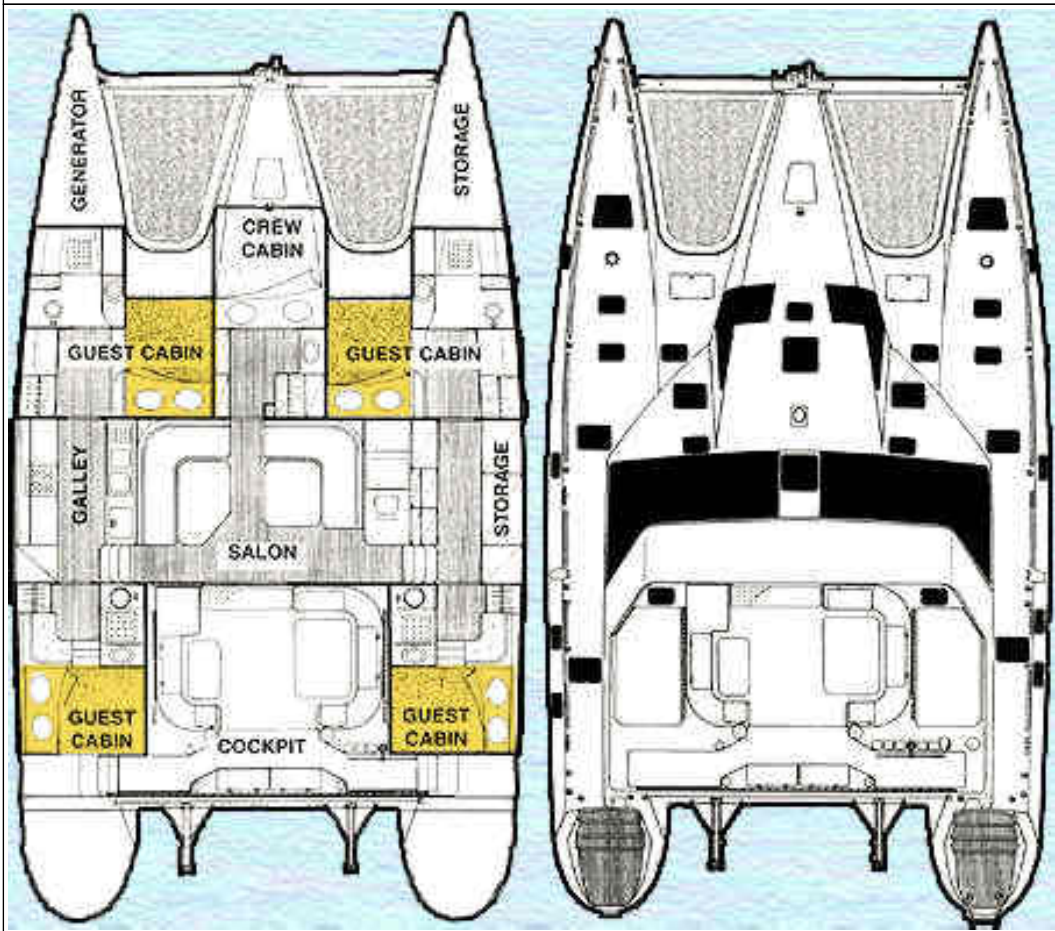 GENERATOR
STORAGE
CREW
CABIN
GUEST CABIN
GUEST CABIN
GALLEY
STORAGE
SALON
GUEST
CABIN
GUEST
CABIN
COCKPIT